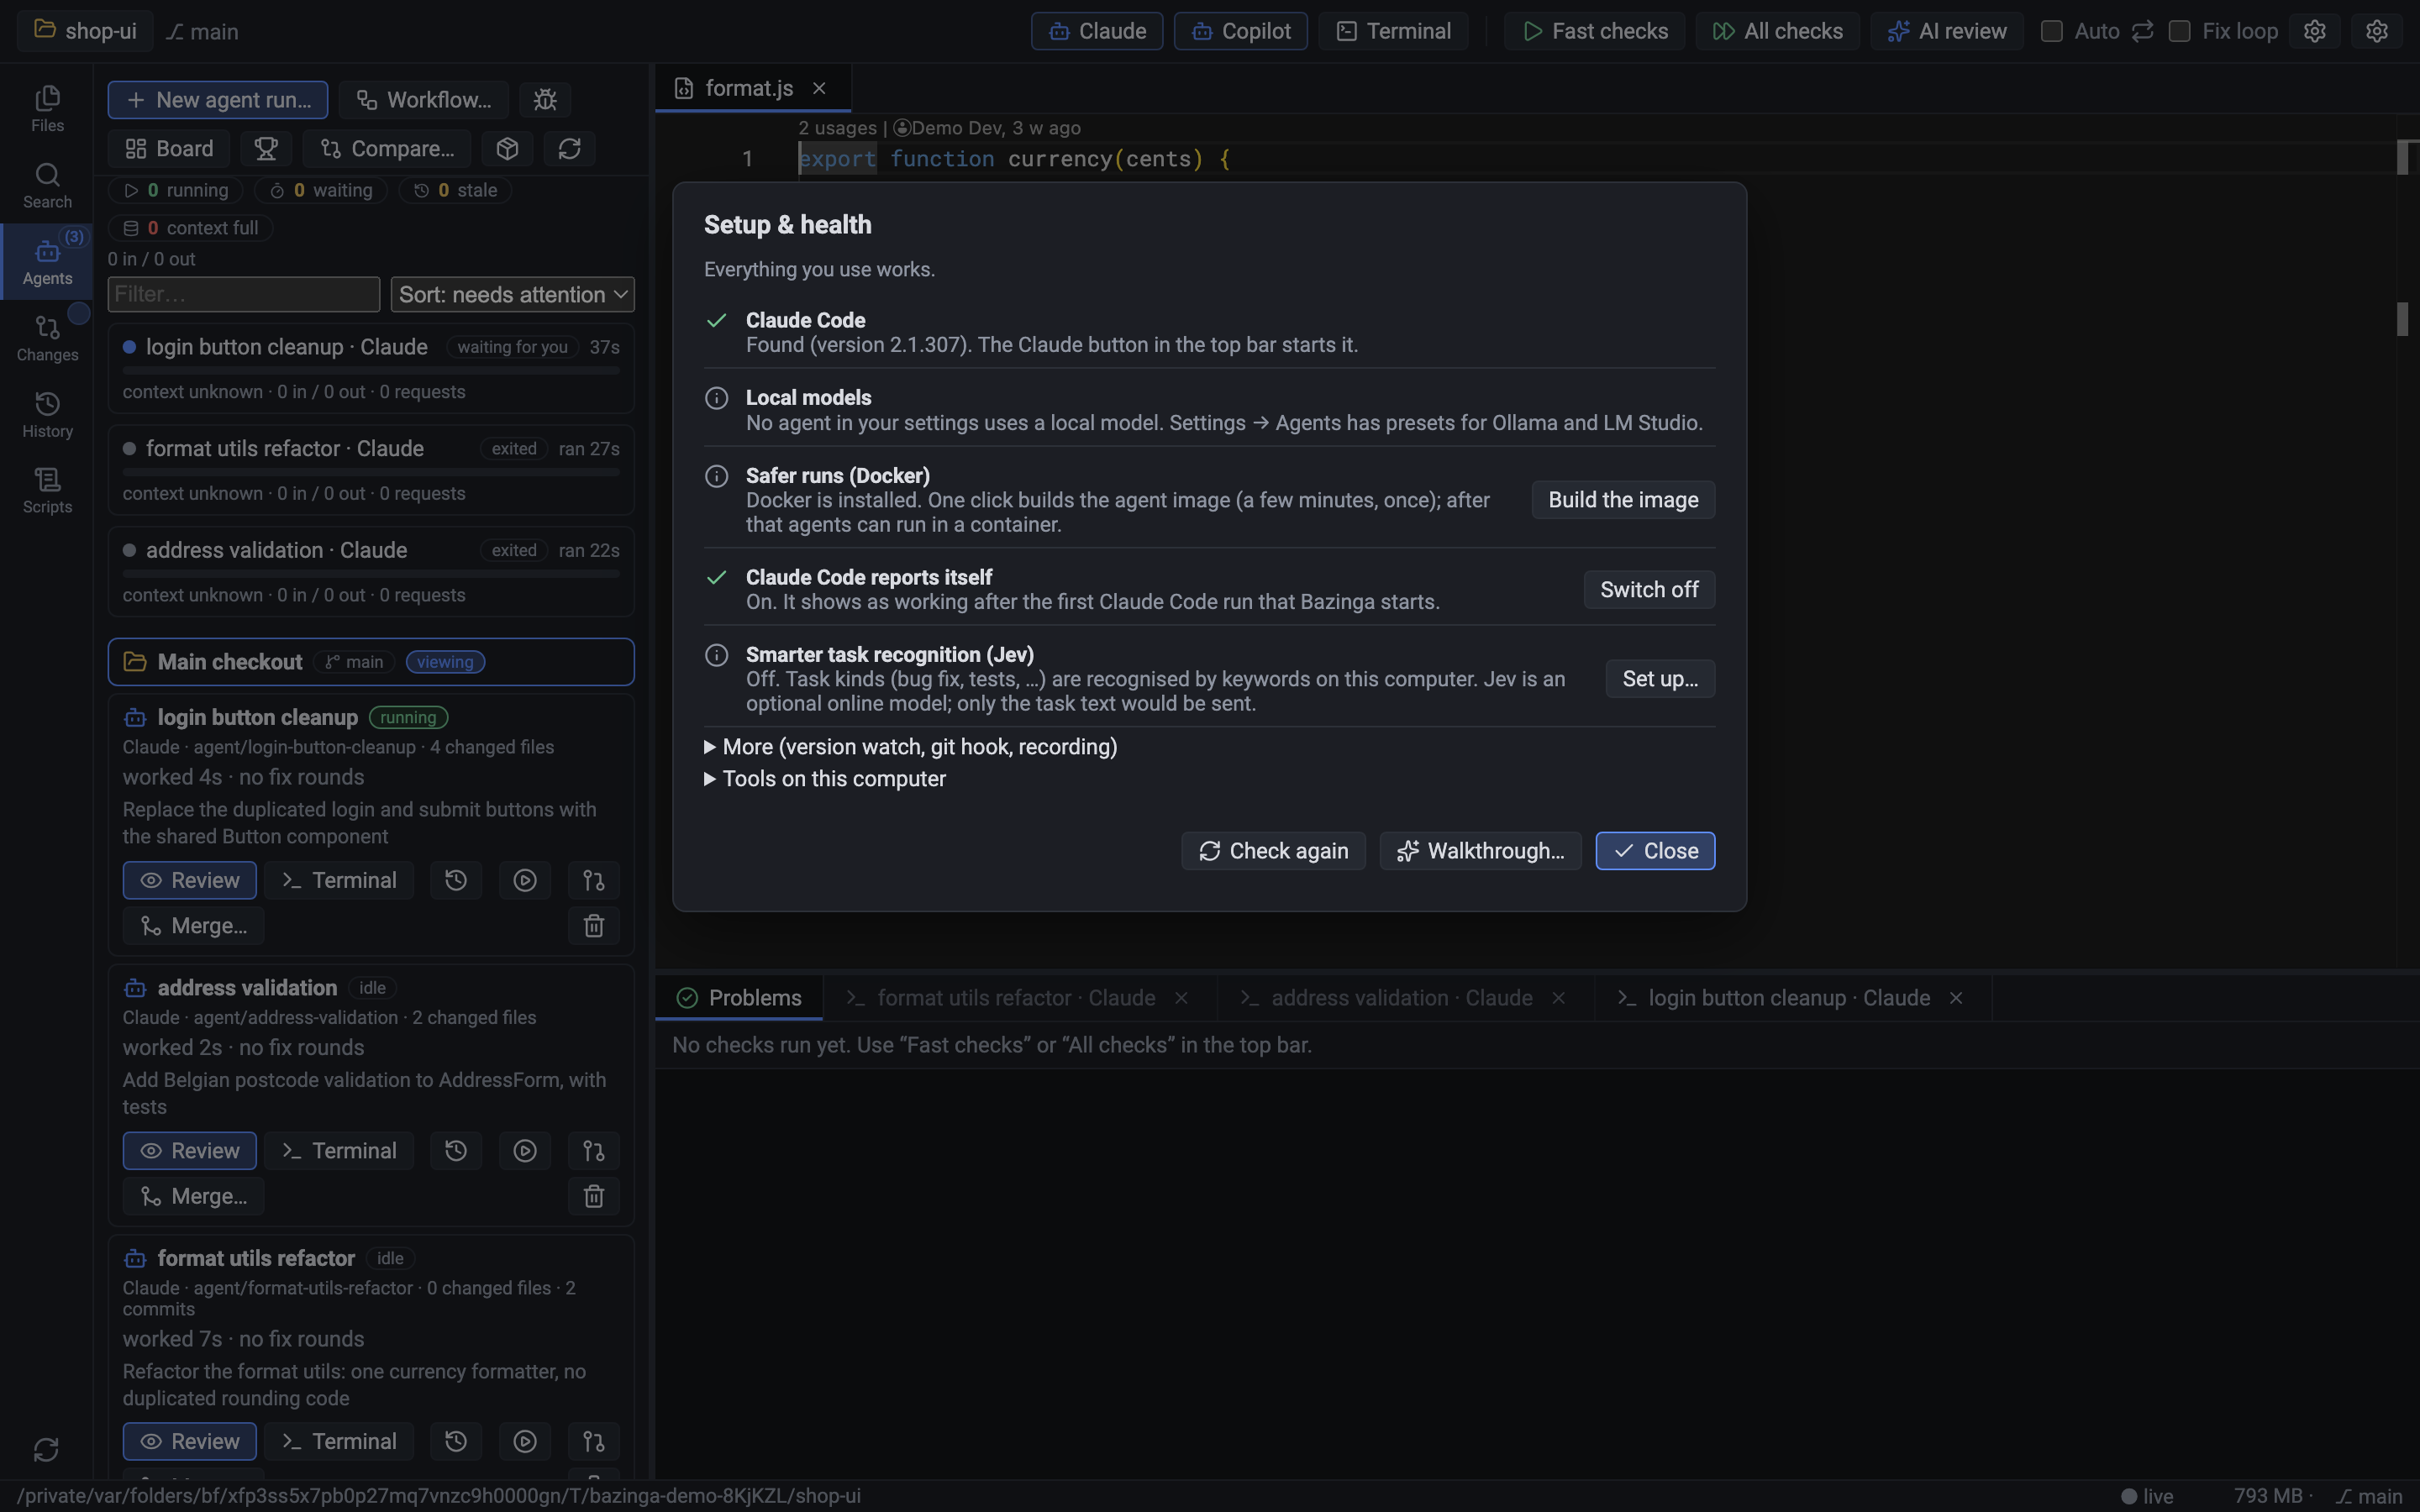 shop-ui main Claude Copilot Terminal Fast checks All checks AI review Auto Fix loop
Files
Search
(3)
Agents
Changes
History
Scripts
New agent run... Workflow...
Board Compare...
0 running 0 waiting 0 stale
0 context full
0 in / 0 out
Filter... Sort: needs attention
login button cleanup · Claude waiting for you 37s
context unknown · 0 in / 0 out · 0 requests
format utils refactor · Claude exited ran 27s
context unknown · 0 in / 0 out · 0 requests
address validation · Claude exited ran 22s
context unknown · 0 in / 0 out · 0 requests
Main checkout main viewing
login button cleanup running
Claude · agent/login-button-cleanup · 4 changed files
worked 4s · no fix rounds
Replace the duplicated login and submit buttons with
the shared Button component
Review Terminal
Merge...
address validation idle
Claude · agent/address-validation · 2 changed files
worked 2s · no fix rounds
Add Belgian postcode validation to AddressForm, with
tests
Review Terminal
Merge...
format utils refactor idle
Claude · agent/format-utils-refactor · 0 changed files · 2
commits
worked 7s · no fix rounds
Refactor the format utils: one currency formatter, no
duplicated rounding code
Review Terminal
format.js
2 usages | Demo Dev, 3 w ago
1 export function currency(cents) {
Setup & health
Everything you use works.
Claude Code
Found (version 2.1.307). The Claude button in the top bar starts it.
Local models
No agent in your settings uses a local model. Settings → Agents has presets for Ollama and LM Studio.
Safer runs (Docker)
Docker is installed. One click builds the agent image (a few minutes, once); after
that agents can run in a container.
Build the image
Claude Code reports itself
On. It shows as working after the first Claude Code run that Bazinga starts.
Switch off
Smarter task recognition (Jev)
Off. Task kinds (bug fix, tests, ...) are recognised by keywords on this computer. Jev is an
optional online model; only the task text would be sent.
Set up...
More (version watch, git hook, recording)
Tools on this computer
Check again Walkthrough... Close
Problems format utils refactor · Claude address validation · Claude login button cleanup · Claude
No checks run yet. Use “Fast checks” or “All checks” in the top bar.
/private/var/folders/bf/xfp3ss5x7pb0p27mq7vnzc9h0000gn/T/bazinga-demo-8KjKZL/shop-ui live 793 MB · main